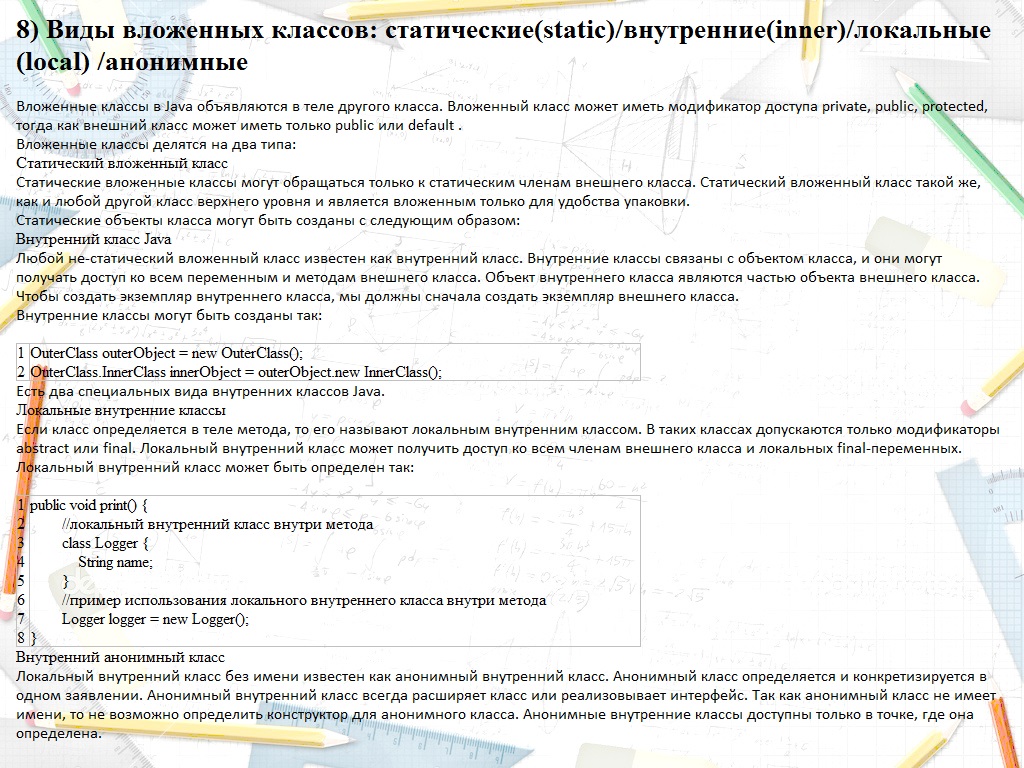 8) Виды вложенных классов: статические(static)/внутренние(inner)/локальные
(local) /анонимные
Вложенные классы в Java объявляются в теле другого класса. Вложенный класс может иметь модификатор доступа private, public, protected,
тогда как внешний класс может иметь только public или default .
Вложенные классы делятся на два типа:
Статический вложенный класс
Статические вложенные классы могут обращаться только к статическим членам внешнего класса. Статический вложенный класс такой же,
как и любой другой класс верхнего уровня и является вложенным только для удобства упаковки.
Статические объекты класса могут быть созданы с следующим образом:
Внутренний класс Java
Любой не-статический вложенный класс известен как внутренний класс. Внутренние классы связаны с объектом класса, и они могут
получать доступ ко всем переменным и методам внешнего класса. Объект внутреннего класса являются частью объекта внешнего класса.
Чтобы создать экземпляр внутреннего класса, мы должны сначала создать экземпляр внешнего класса.
Внутренние классы могут быть созданы так:
1 OuterClass outerObject = new OuterClass();
2 OuterClass.InnerClass innerObject = outerObject.new InnerClass();
Есть два специальных вида внутренних классов Java.
Локальные внутренние классы
Если класс определяется в теле метода, то его называют локальным внутренним классом. В таких классах допускаются только модификаторы
abstract или final. Локальный внутренний класс может получить доступ ко всем членам внешнего класса и локальных final-переменных.
Локальный внутренний класс может быть определен так:
1 public void print() {
2 //локальный внутренний класс внутри метода
3 class Logger {
4 String name;
5 }
6 //пример использования локального внутреннего класса внутри метода
7 Logger logger = new Logger();
8 }
Внутренний анонимный класс
Локальный внутренний класс без имени известен как анонимный внутренний класс. Анонимный класс определяется и конкретизируется в
одном заявлении. Анонимный внутренний класс всегда расширяет класс или реализовывает интерфейс. Так как анонимный класс не имеет
имени, то не возможно определить конструктор для анонимного класса. Анонимные внутренние классы доступны только в точке, где она
определена.